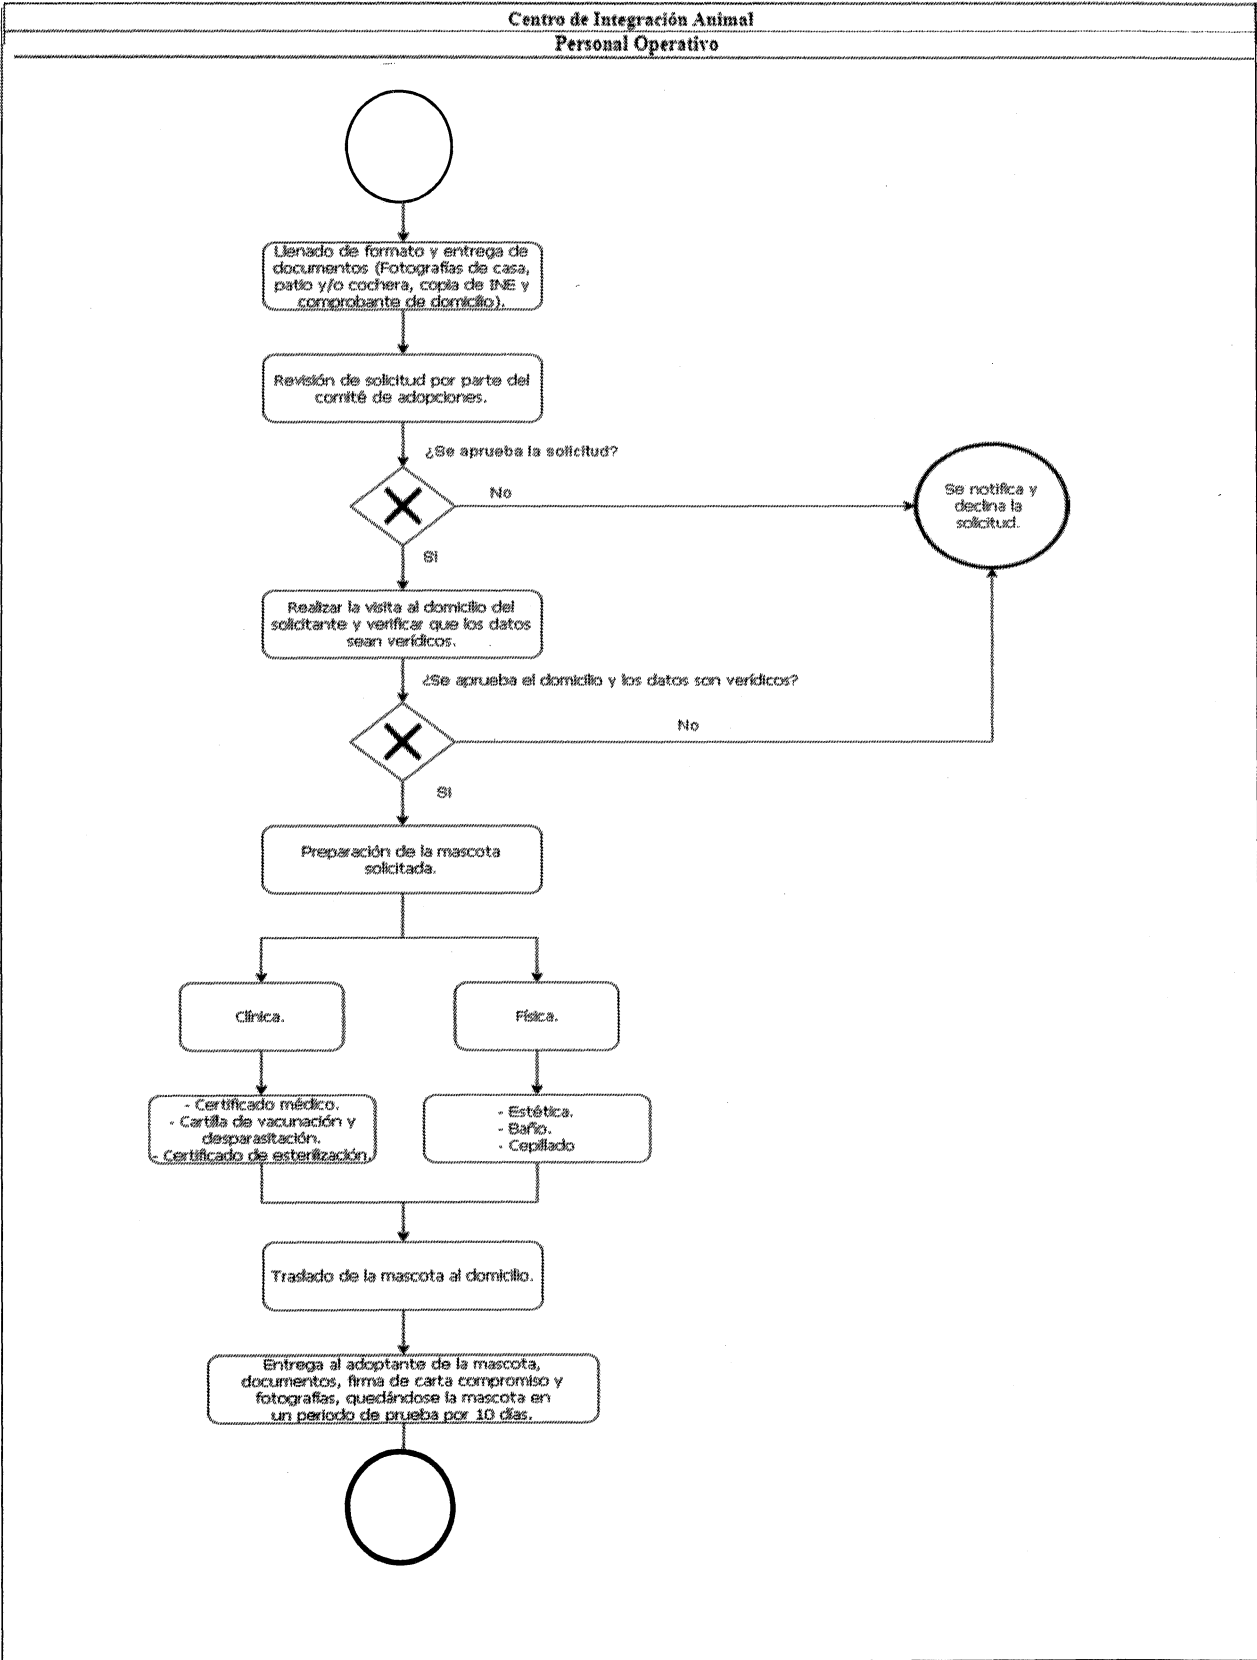 Centro de Integración Animal
Personal Operativo
Llenado de formato y entrega de
documentos (Fotografías de casa,
patio y/o cochera, copia de INE y
comprobante de domicilio).
Revisión de solicitud por parte del
comité de adopciones.
¿Se aprueba la solicitud?
No
Se notifica y
declina la
solicitud.
Si
Realizar la visita al domicilio del
solicitante y verificar que los datos
sean verídicos.
¿Se aprueba el domicilio y los datos son verídicos?
No
Si
Preparación de la mascota
solicitada.
Clínica.
Física.
- Certificado médico.
- Cartilla de vacunación y
desparasitación.
- Certificado de esterilización.
- Estética.
- Baño.
- Cepillado
Traslado de la mascota al domicilio.
Entrega al adoptante de la mascota,
documentos, firma de carta compromiso y
fotografías, quedándose la mascota en
un periodo de prueba por 10 días.